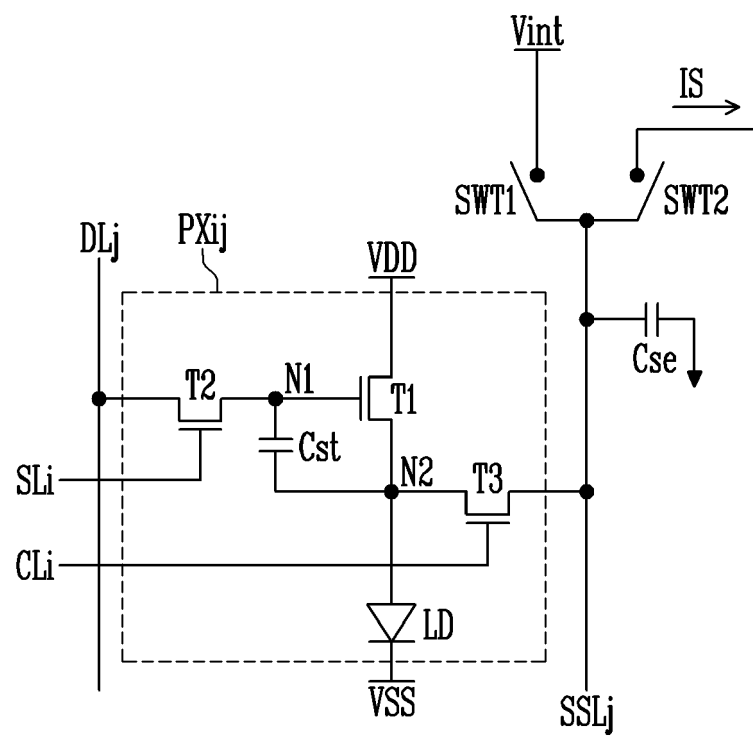 Vint
IS
SWT1
SWT2
DLj
PXij
VDD
Cse
T2
N1
T1
Cst
N2
T3
SLi
CLi
LD
VSS
SSLj